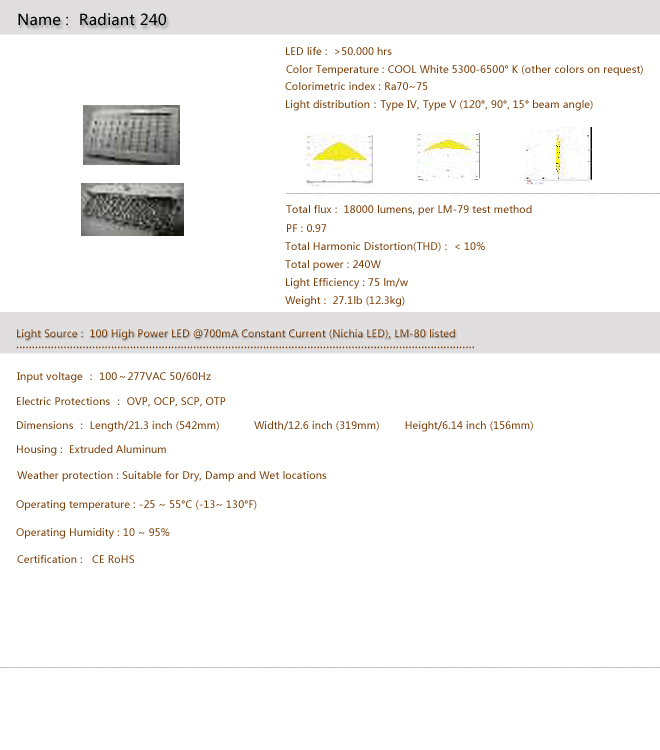 Name : Radiant 240
LED life : >50.000 hrs
Color Temperature : COOL White 5300-6500° K (other colors on request)
Colorimetric index : Ra70~75
Light distribution : Type IV, Type V (120°, 90°, 15° beam angle)
Total flux : 18000 lumens, per LM-79 test method
PF : 0.97
Total Harmonic Distortion(THD) : < 10%
Total power : 240W
Light Efficiency : 75 lm/w
Weight : 27.1lb (12.3kg)
Light Source : 100 High Power LED @700mA Constant Current (Nichia LED), LM-80 listed
Input voltage : 100~277VAC 50/60Hz
Electric Protections : OVP, OCP, SCP, OTP
Dimensions : Length/21.3 inch (542mm) Width/12.6 inch (319mm) Height/6.14 inch (156mm)
Housing : Extruded Aluminum
Weather protection : Suitable for Dry, Damp and Wet locations
Operating temperature : -25 ~ 55°C (-13~ 130°F)
Operating Humidity : 10 ~ 95%
Certification : CE RoHS